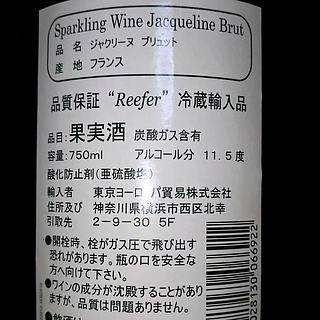 Sparkling Wine Jacqueline Brut
品 名 ジャクリーヌ ブリュット
産 地 フランス
品質保証 “Reefer” 冷蔵輸入品
品目:果実酒 炭酸ガス含有
容量:750ml アルコール分 11.5度
酸化防止剤(亜硫酸塩)
輸入者 東京ヨーロッパ貿易株式会社
住所及び 神奈川県横浜市西区北幸
引取先 2-9-30 5F
●開栓時、栓がガス圧で飛び出す
恐れがあります。瓶の口を安全な
方へ向けて下さい。
●ワインの成分が沈殿することがあり
ますが、品質は問題ありません。
028130066922